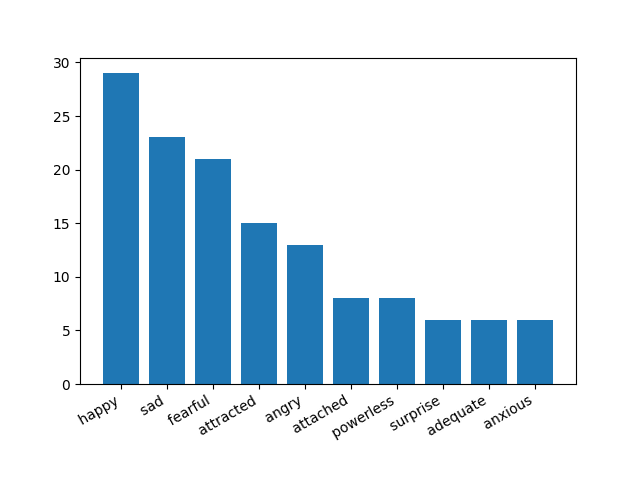 30
25
20
15
10
5
0
happy
sad
fearful
attracted
angry
attached
powerless
surprise
adequate
anxious